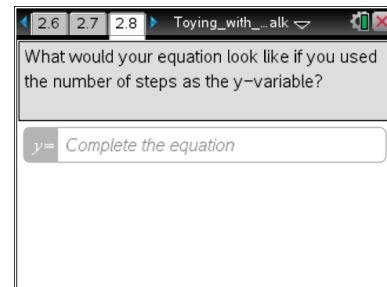 2.6 2.7 2.8 Toying_with_...alk
What would your equation look like if you used
the number of steps as the y-variable?
y= Complete the equation